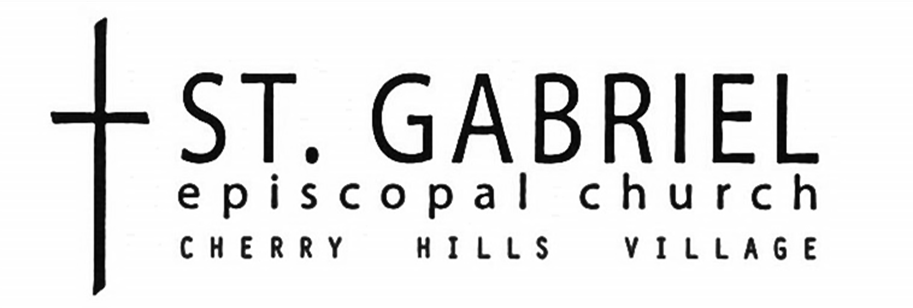 ST. GABRIEL
episcopal church
CHERRY HILLS VILLAGE